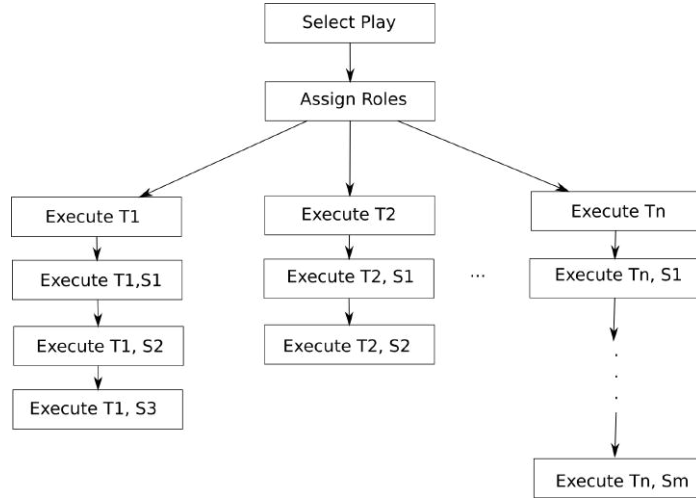 Select Play
Assign Roles
Execute T1
Execute T2
Execute Tn
Execute T1,S1
Execute T2, S1
...
Execute Tn, S1
Execute T1, S2
Execute T2, S2
Execute T1, S3
Execute Tn, Sm